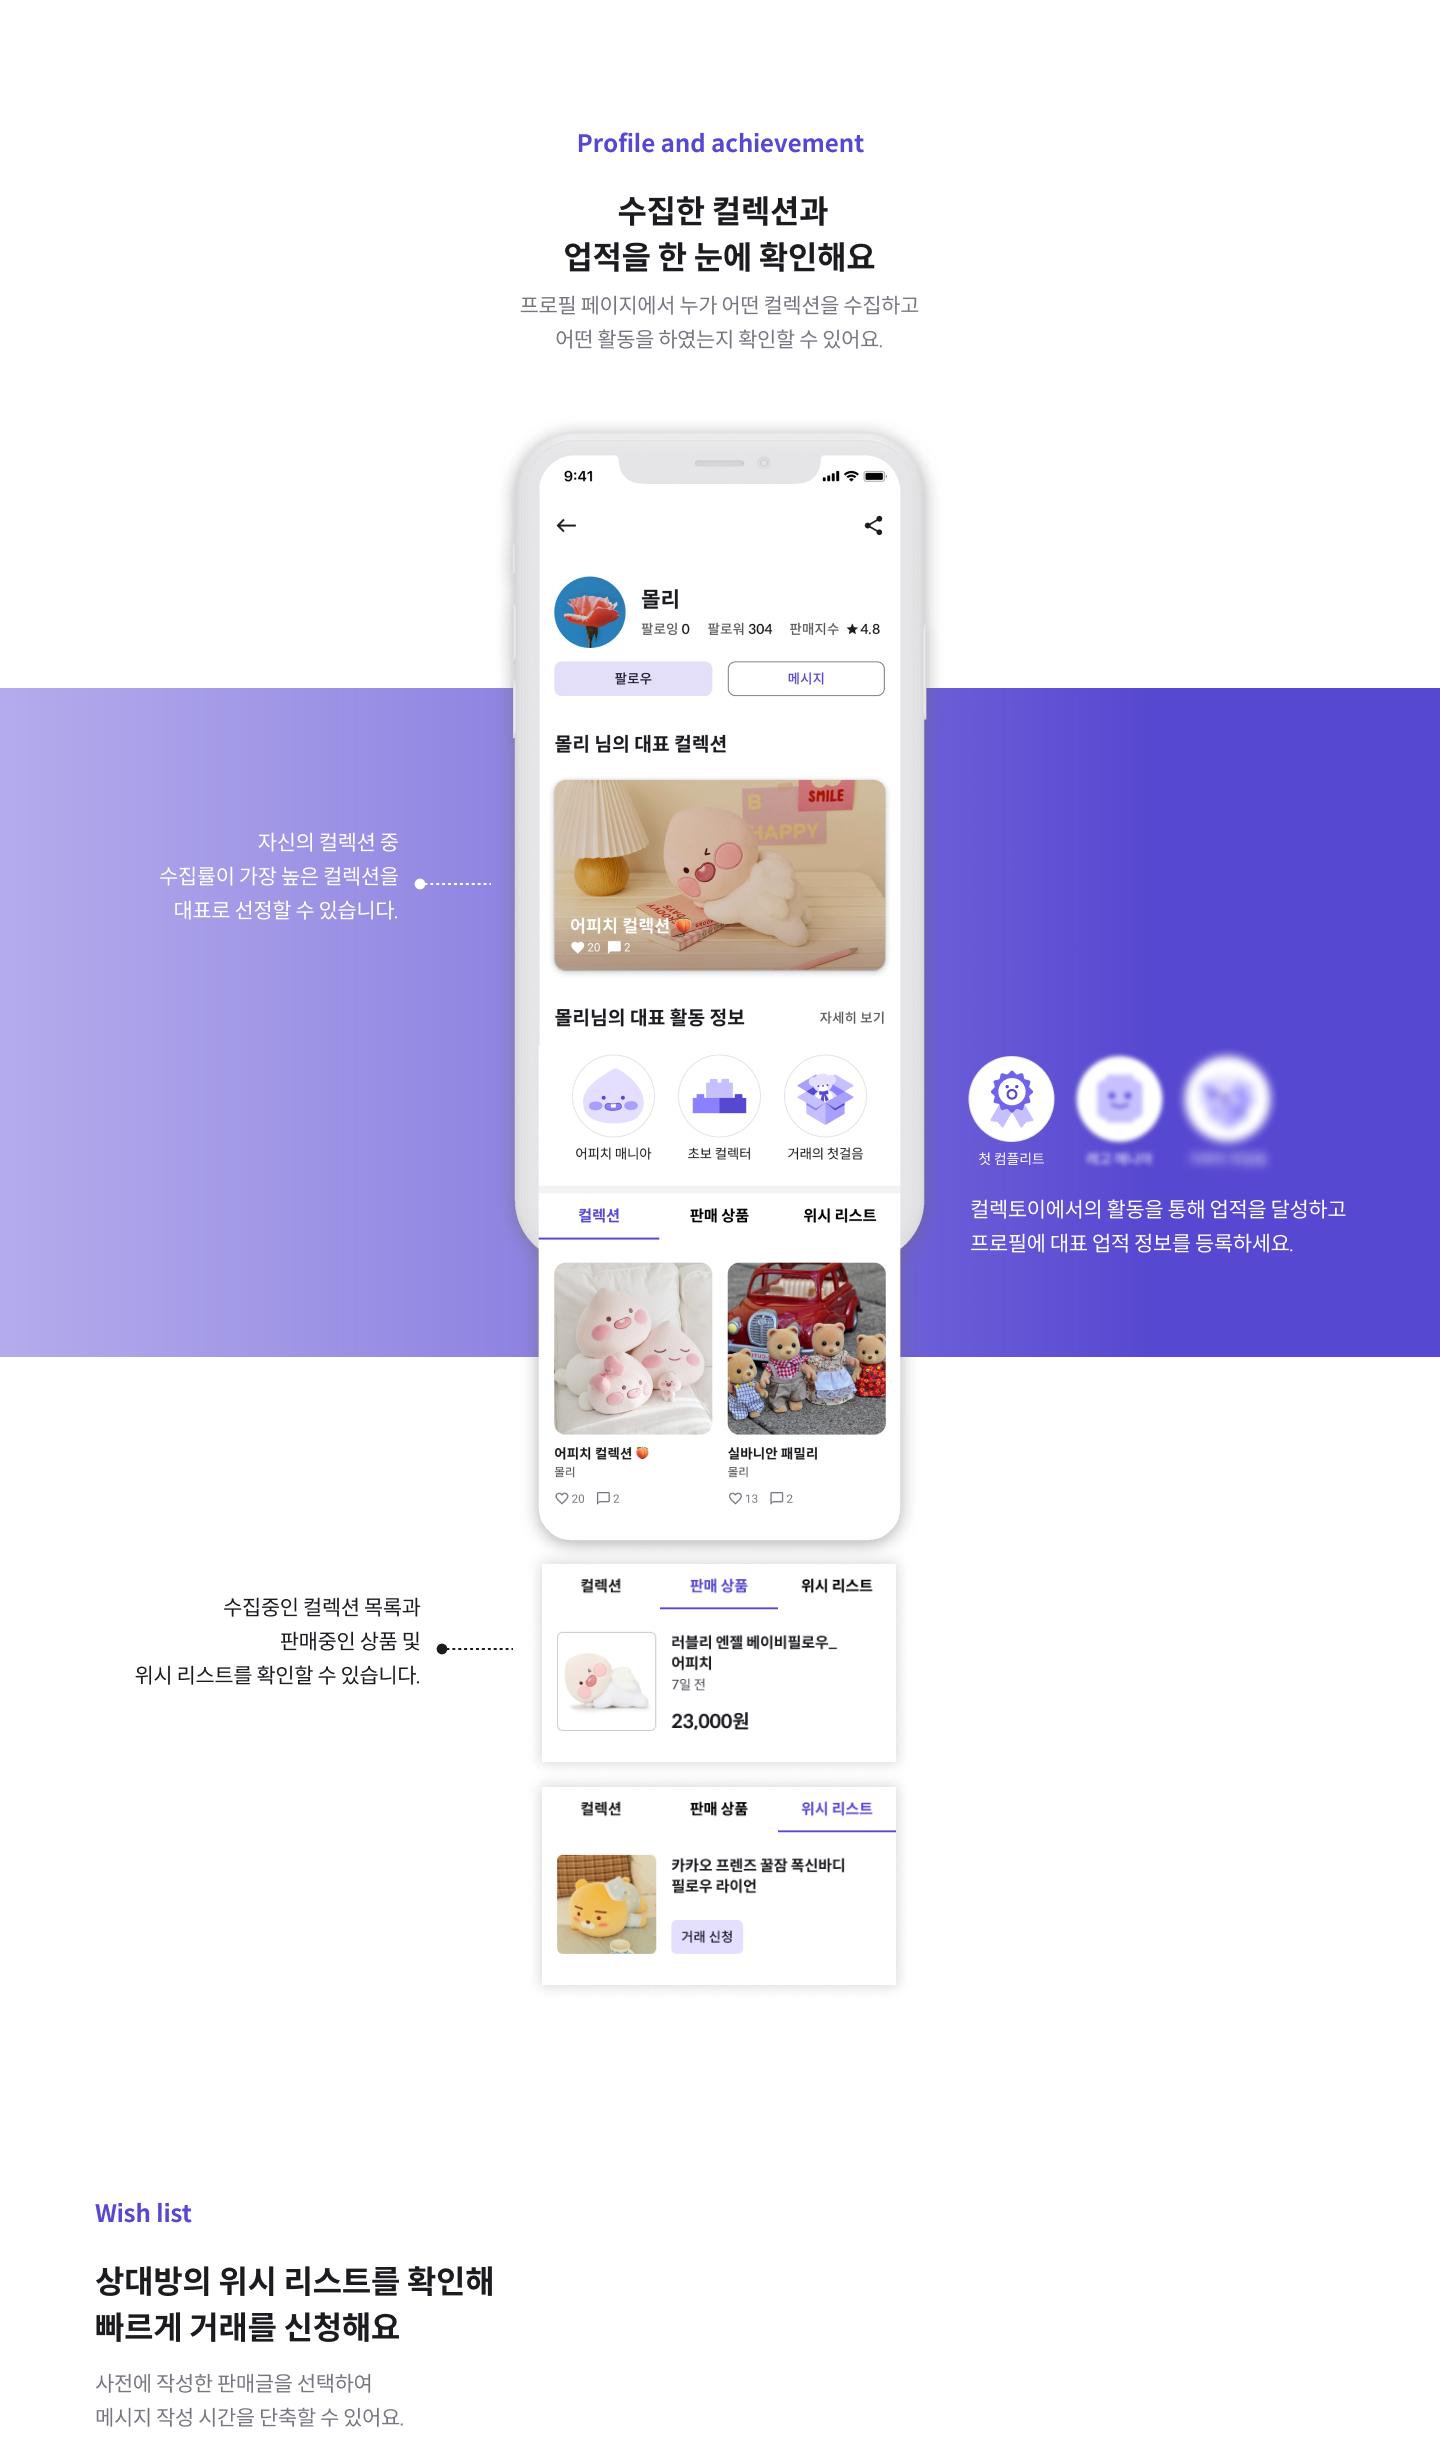 Profile and achievement
수집한 컬렉션과
업적을 한 눈에 확인해요
프로필 페이지에서 누가 어떤 컬렉션을 수집하고
어떤 활동을 하였는지 확인할 수 있어요.
9:41
몰리
팔로잉 0 팔로워 304 판매지수 ★4.8
팔로우 메시지
몰리 님의 대표 컬렉션
B
HAPPY
SMILE
자신의 컬렉션 중
수집률이 가장 높은 컬렉션을
대표로 선정할 수 있습니다.
어피치 컬렉션 🍑
20 2
몰리님의 대표 활동 정보 자세히 보기
어피치 매니아 초보 컬렉터 거래의 첫걸음
첫 컴플리트 레고 매니아
컬렉토이에서의 활동을 통해 업적을 달성하고
프로필에 대표 업적 정보를 등록하세요.
컬렉션 판매 상품 위시 리스트
어피치 컬렉션 🍑 실바니안 패밀리
몰리 몰리
20 2 13 2
수집중인 컬렉션 목록과
판매중인 상품 및
위시 리스트를 확인할 수 있습니다.
컬렉션 판매 상품 위시 리스트
러블리 엔젤 베이비필로우_
어피치
7일 전
23,000원
컬렉션 판매 상품 위시 리스트
카카오 프렌즈 꿀잠 폭신바디
필로우 라이언
거래 신청
Wish list
상대방의 위시 리스트를 확인해
빠르게 거래를 신청해요
사전에 작성한 판매글을 선택하여
메시지 작성 시간을 단축할 수 있어요.